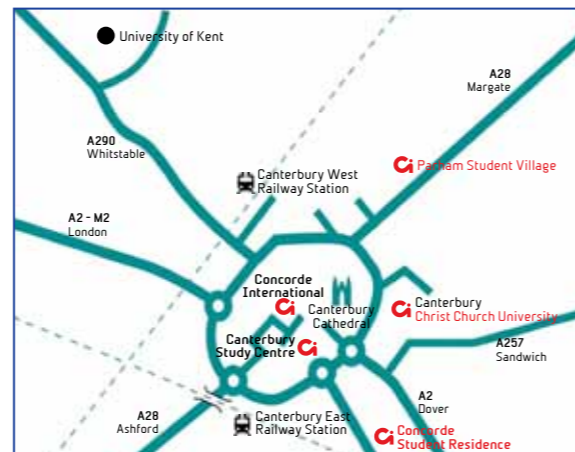 University of Kent
A28
Margate
A290
Whitstable
Parham Student Village
Canterbury West
Railway Station
A2 - M2
London
Concorde
International
Canterbury
Cathedral
Canterbury
Christ Church University
Canterbury
Study Centre
A257
Sandwich
A2
Dover
A28
Ashford
Canterbury East
Railway Station
Concorde
Student Residence